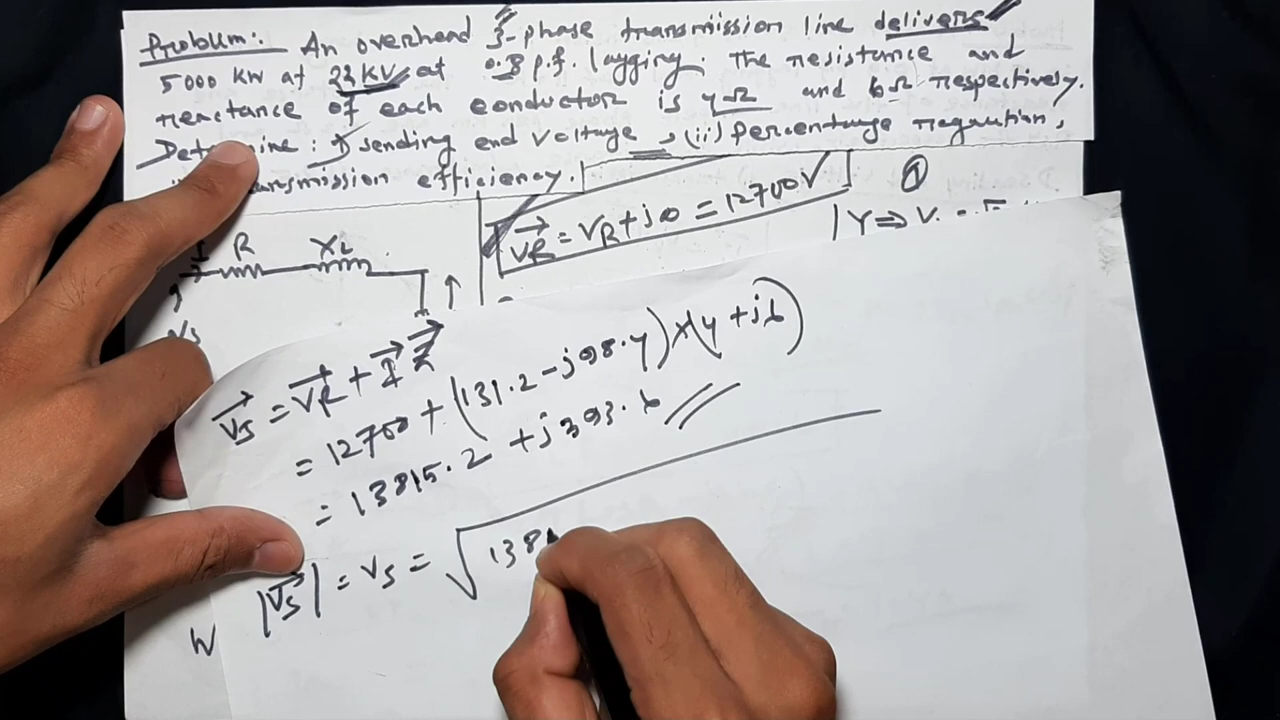 Problem:- An overhead 3-phase transmission line delivers
5000 KW at 22 KV at 0.8 p.f. lagging. The resistance and
reactance of each conductor is 4Ω and 6Ω respectively.
Determine: i) sending end voltage, (ii) percentage regaution,
transmission efficiency.
①
VR = VR + j0 = 12700V
Y ⇒ V
I R XL
Vs
Vs = VR + I Z
= 12700 + (131.2 - j98.4) × (4 + j6)
= 13815.2 + j393.6
|Vs| = Vs = √138